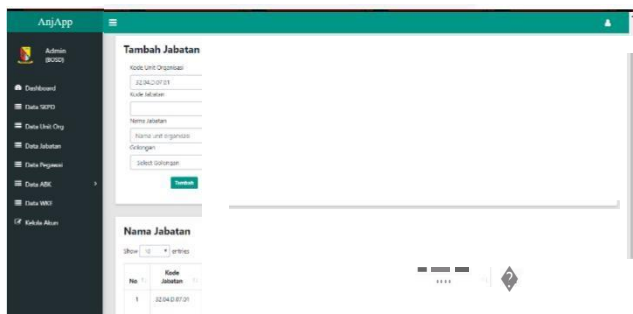 AnjApp
Admin
(BOSD)
Dashboard
Data SKPD
Data Unit Org
Data Jabatan
Data Pegawai
Data ABK
Data WKE
Kelola Akun
Tambah Jabatan
Kode Unit Organisasi
32.04.D.07.01
Kode Jabatan
Nama Jabatan
Nama unit organisasi
Golongan
Select Golongan
Tambah
Nama Jabatan
Show 10 entries
No Kode
Jabatan
1 32.04.D.07.01